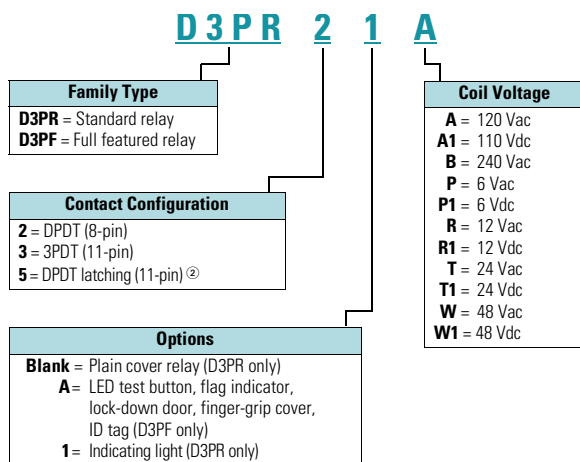 D 3 P R 2 1 A
Family Type
D3PR = Standard relay
D3PF = Full featured relay
Contact Configuration
2 = DPDT (8-pin)
3 = 3PDT (11-pin)
5 = DPDT latching (11-pin) ②
Options
Blank = Plain cover relay (D3PR only)
A = LED test button, flag indicator,
lock-down door, finger-grip cover,
ID tag (D3PF only)
1 = Indicating light (D3PR only)
Coil Voltage
A = 120 Vac
A1 = 110 Vdc
B = 240 Vac
P = 6 Vac
P1 = 6 Vdc
R = 12 Vac
R1 = 12 Vdc
T = 24 Vac
T1 = 24 Vdc
W = 48 Vac
W1 = 48 Vdc